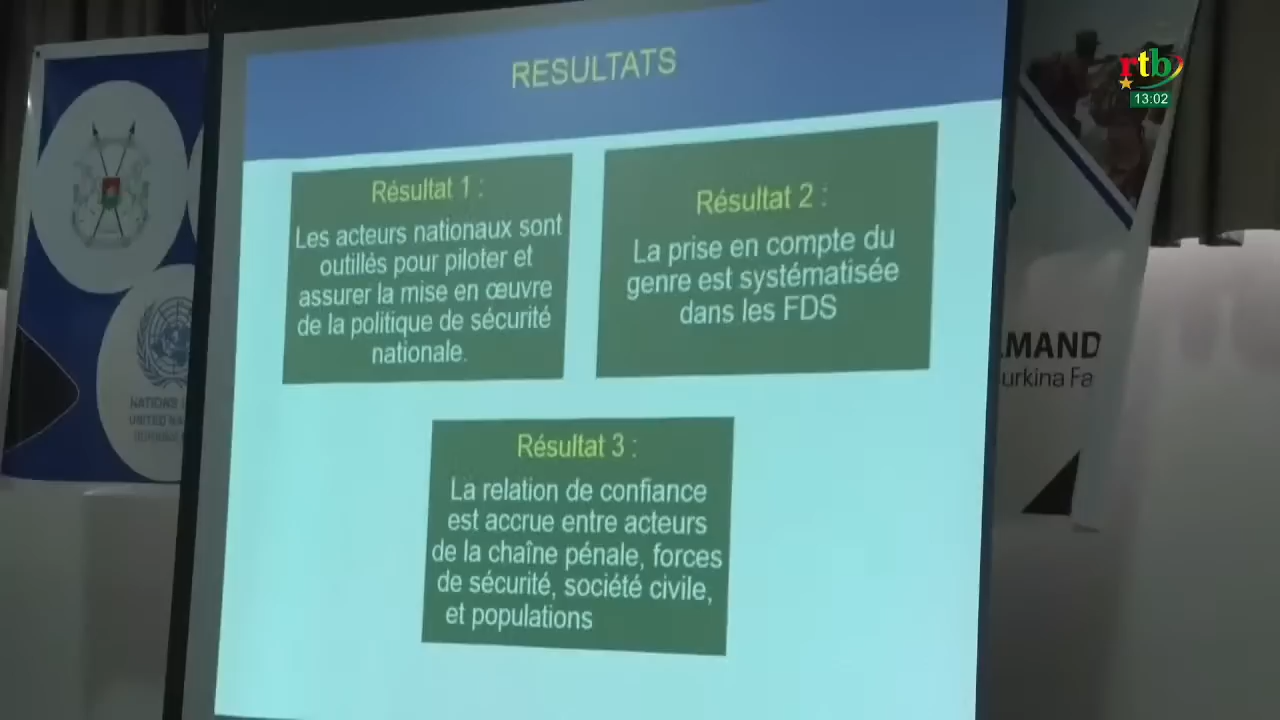 RESULTATS
rtb
13:02
Résultat 1 :
Les acteurs nationaux sont
outillés pour piloter et
assurer la mise en œuvre
de la politique de sécurité
nationale.
Résultat 2 :
La prise en compte du
genre est systématisée
dans les FDS
Résultat 3 :
La relation de confiance
est accrue entre acteurs
de la chaîne pénale, forces
de sécurité, société civile,
et populations
NATIONS
UNITED
MAND
urkina Fa